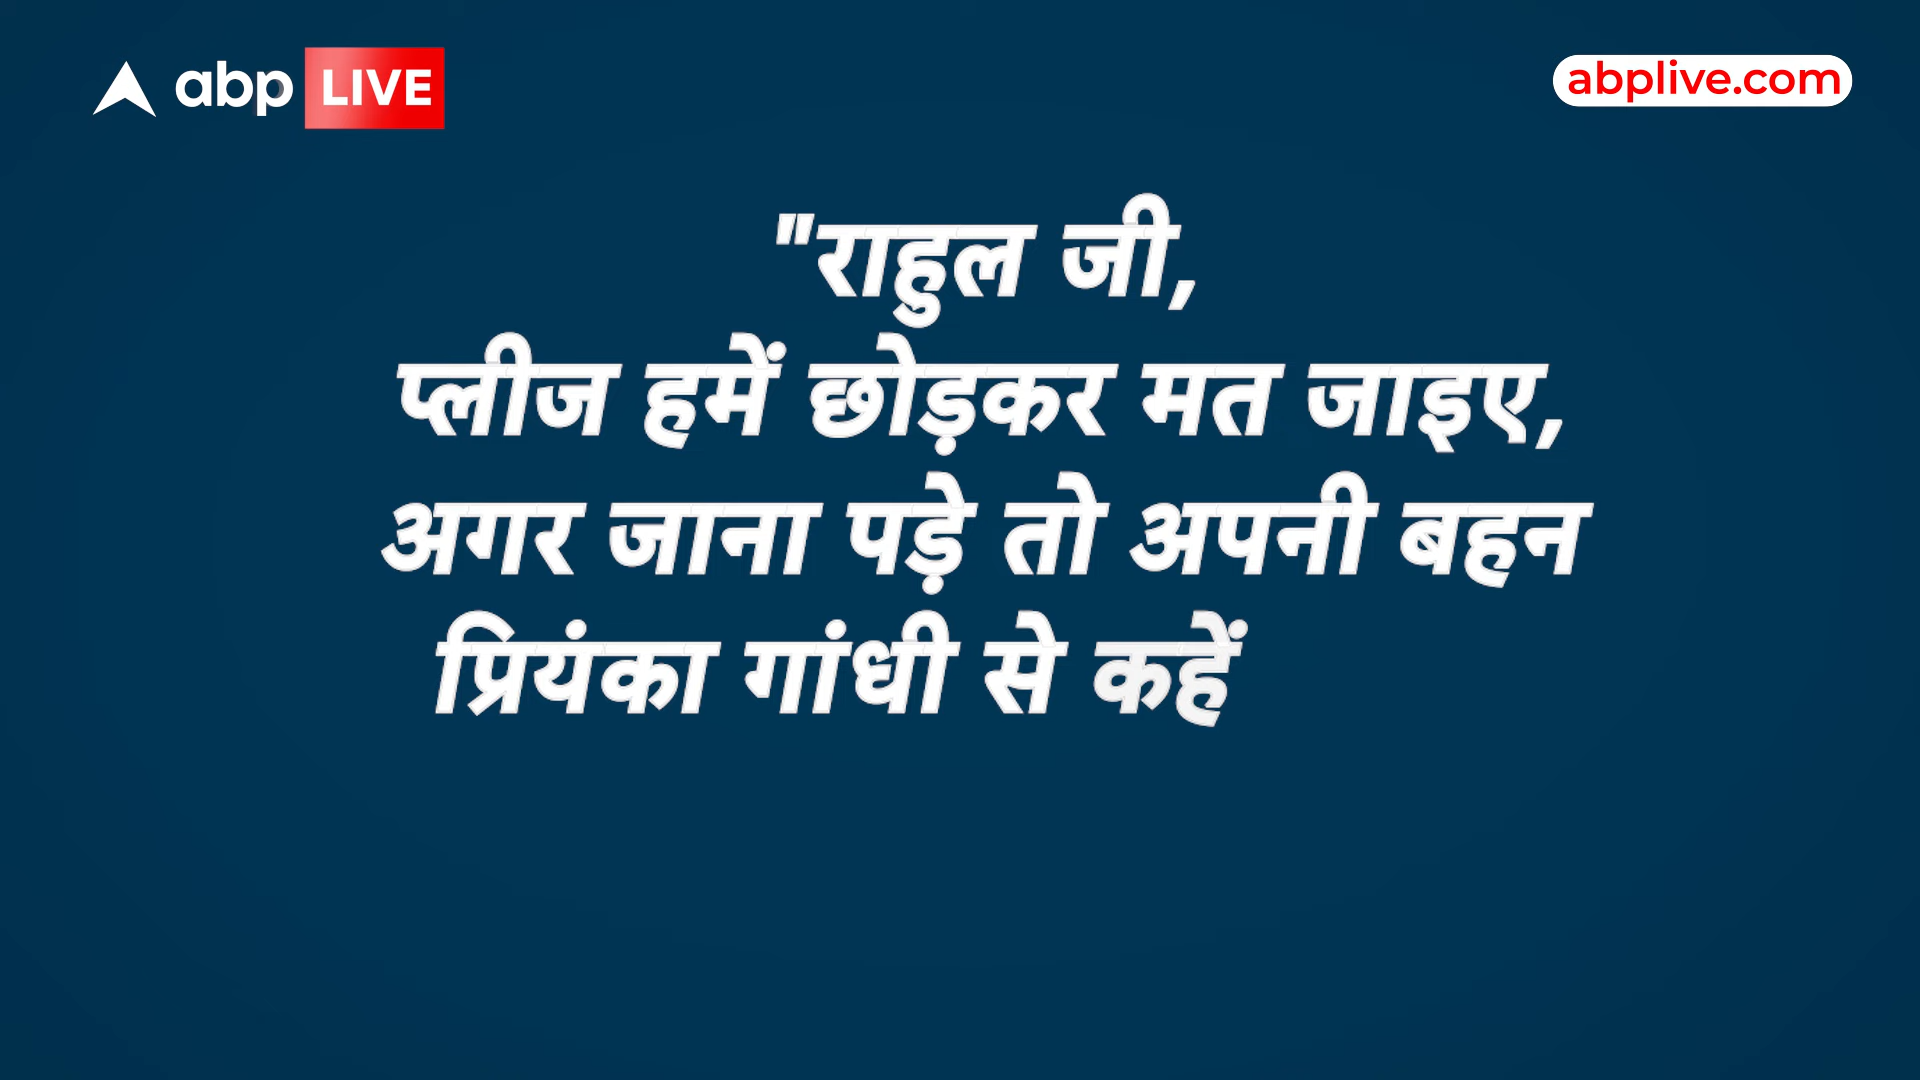 abp LIVE
abplive.com
"राहुल जी,
प्लीज हमें छोड़कर मत जाइए,
अगर जाना पड़े तो अपनी बहन
प्रियंका गांधी से कहें